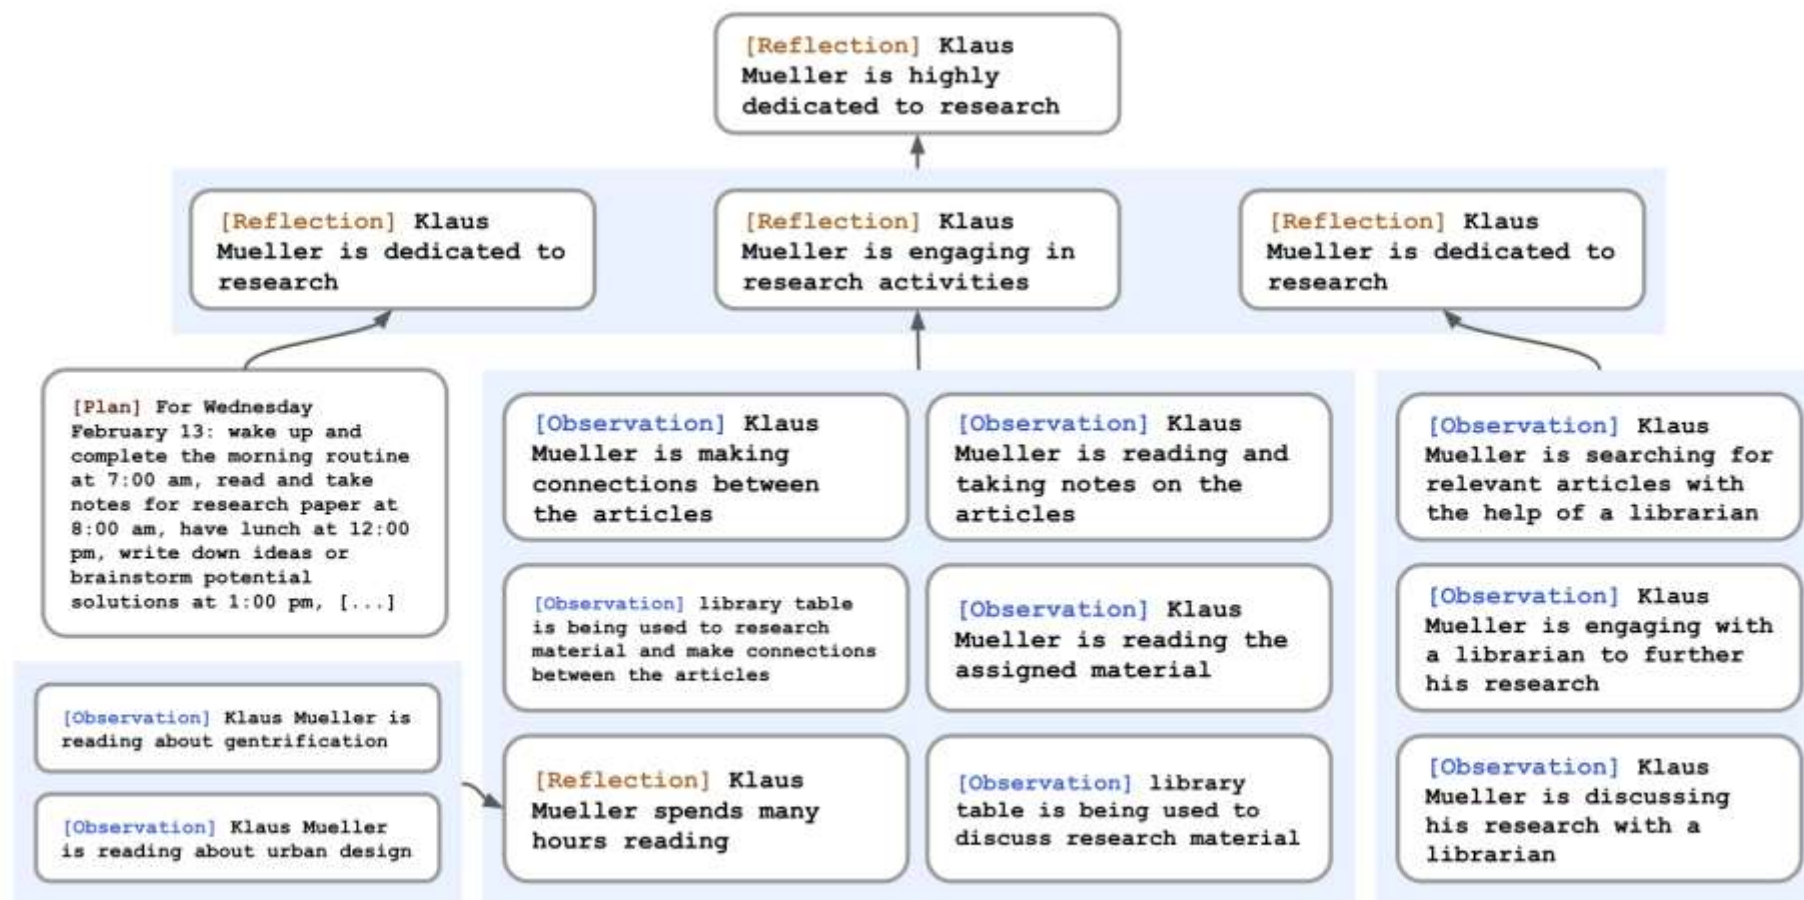 [Reflection] Klaus
Mueller is highly
dedicated to research
[Reflection] Klaus
Mueller is dedicated to
research
[Reflection] Klaus
Mueller is engaging in
research activities
[Reflection] Klaus
Mueller is dedicated to
research
[Plan] For Wednesday
February 13: wake up and
complete the morning routine
at 7:00 am, read and take
notes for research paper at
8:00 am, have lunch at 12:00
pm, write down ideas or
brainstorm potential
solutions at 1:00 pm, [...]
[Observation] Klaus Mueller is
reading about gentrification
[Observation] Klaus Mueller
is reading about urban design
[Observation] Klaus
Mueller is making
connections between
the articles
[Observation] Klaus
Mueller is reading and
taking notes on the
articles
[Observation] library table
is being used to research
material and make connections
between the articles
[Observation] Klaus
Mueller is reading the
assigned material
[Reflection] Klaus
Mueller spends many
hours reading
[Observation] library
table is being used to
discuss research material
[Observation] Klaus
Mueller is searching for
relevant articles with
the help of a librarian
[Observation] Klaus
Mueller is engaging with
a librarian to further
his research
[Observation] Klaus
Mueller is discussing
his research with a
librarian